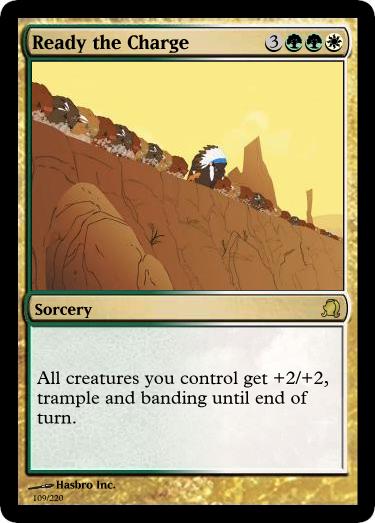 Ready the Charge 3
Sorcery
All creatures you control get +2/+2,
trample and banding until end of
turn.
Hasbro Inc.
109/220